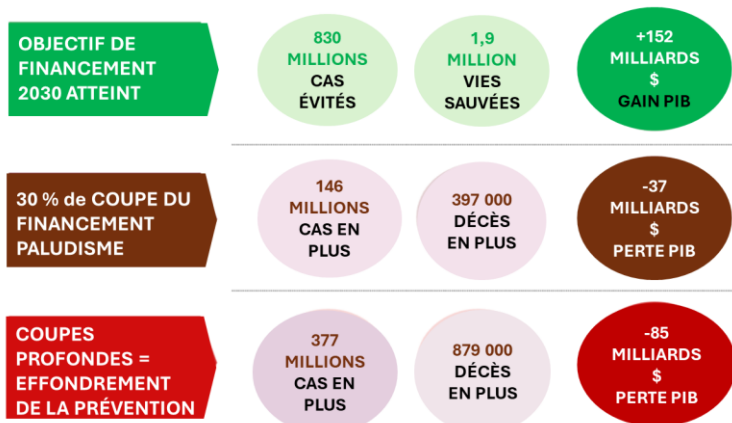 OBJECTIF DE
FINANCEMENT
2030 ATTEINT
830
MILLIONS
CAS
ÉVITÉS
1,9
MILLION
VIES
SAUVÉES
+152
MILLIARDS
$
GAIN PIB
30 % de COUPE DU
FINANCEMENT
PALUDISME
146
MILLIONS
CAS EN
PLUS
397 000
DÉCÈS
EN PLUS
-37
MILLIARDS
$
PERTE PIB
COUPES
PROFONDES =
EFFONDREMENT
DE LA PRÉVENTION
377
MILLIONS
CAS EN
PLUS
879 000
DÉCÈS
EN PLUS
-85
MILLIARDS
$
PERTE PIB